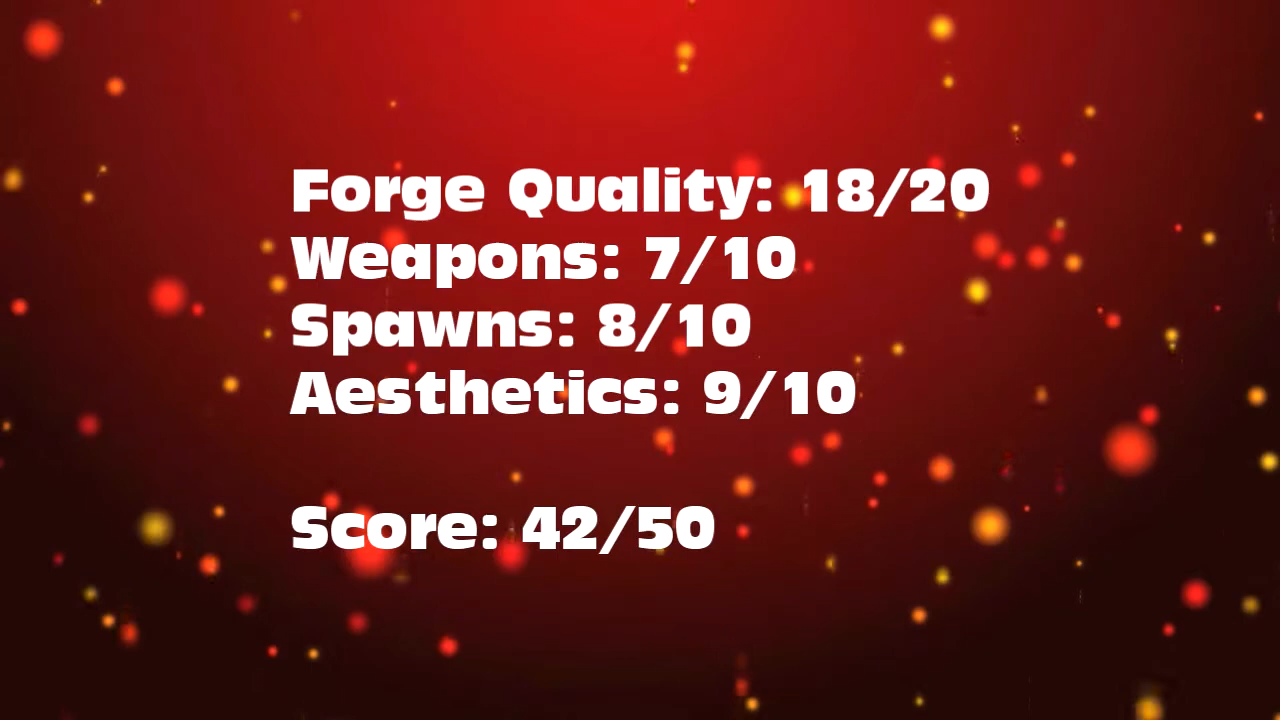 Forge Quality: 18/20
Weapons: 7/10
Spawns: 8/10
Aesthetics: 9/10
Score: 42/50